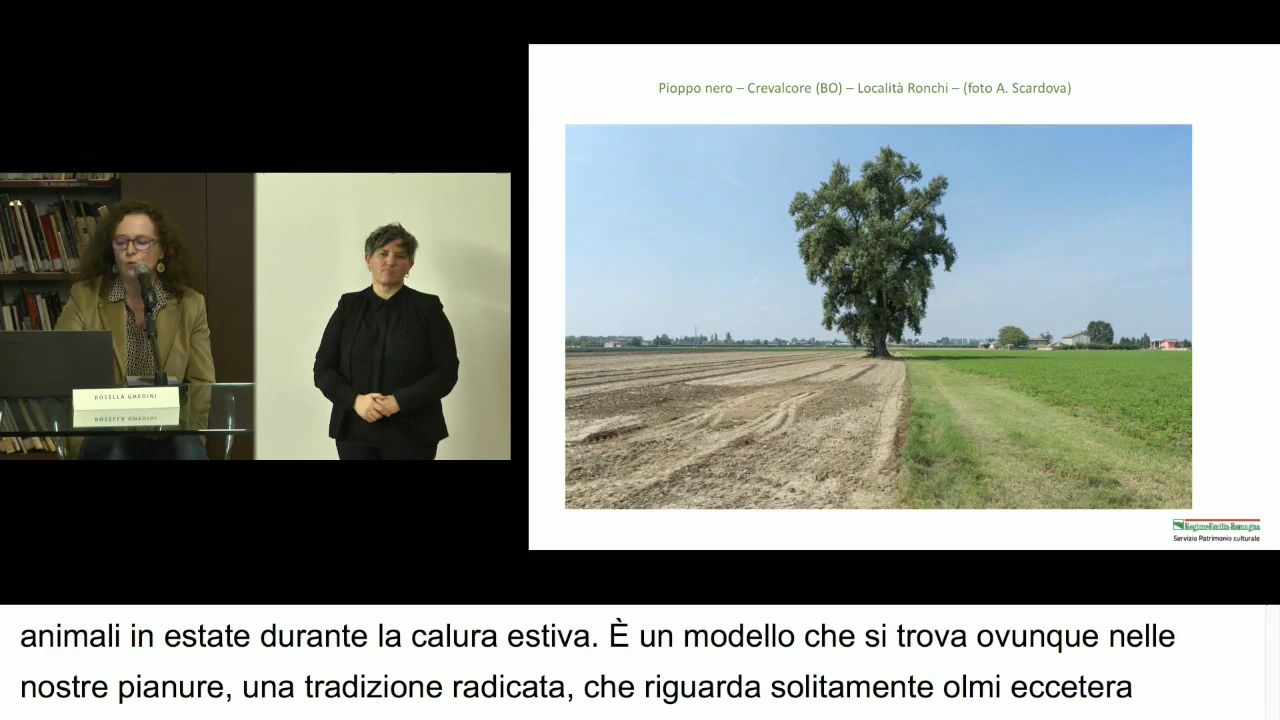 Pioppo nero – Crevalcore (BO) – Località Ronchi – (foto A. Scardova)
ROSELLA GHEDINI
RegioneEmilia-Romagna
Servizio Patrimonio culturale
animali in estate durante la calura estiva. È un modello che si trova ovunque nelle
nostre pianure, una tradizione radicata, che riguarda solitamente olmi eccetera